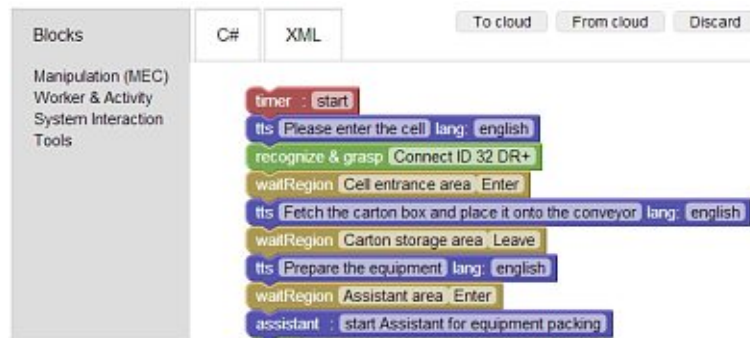 Blocks
C#
XML
To cloud
From cloud
Discard
Manipulation (MEC)
Worker & Activity
System Interaction
Tools
timer : start
tts Please enter the cell lang: english
recognize & grasp Connect ID 32 DR+
waitRegion Cell entrance area Enter
tts Fetch the carton box and place it onto the conveyor lang: english
waitRegion Carton storage area Leave
tts Prepare the equipment lang: english
waitRegion Assistant area Enter
assistant : start Assistant for equipment packing